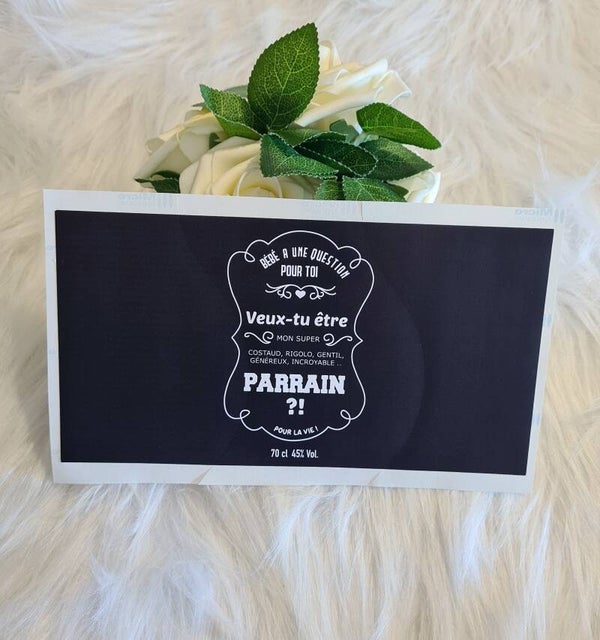 BÉBÉ A UNE QUESTION
POUR TOI
Veux-tu être
MON SUPER
COSTAUD, RIGOLO, GENTIL,
GÉNÉREUX, INCROYABLE ..
PARRAIN
?!
POUR LA VIE !
70 cl 45% Vol.